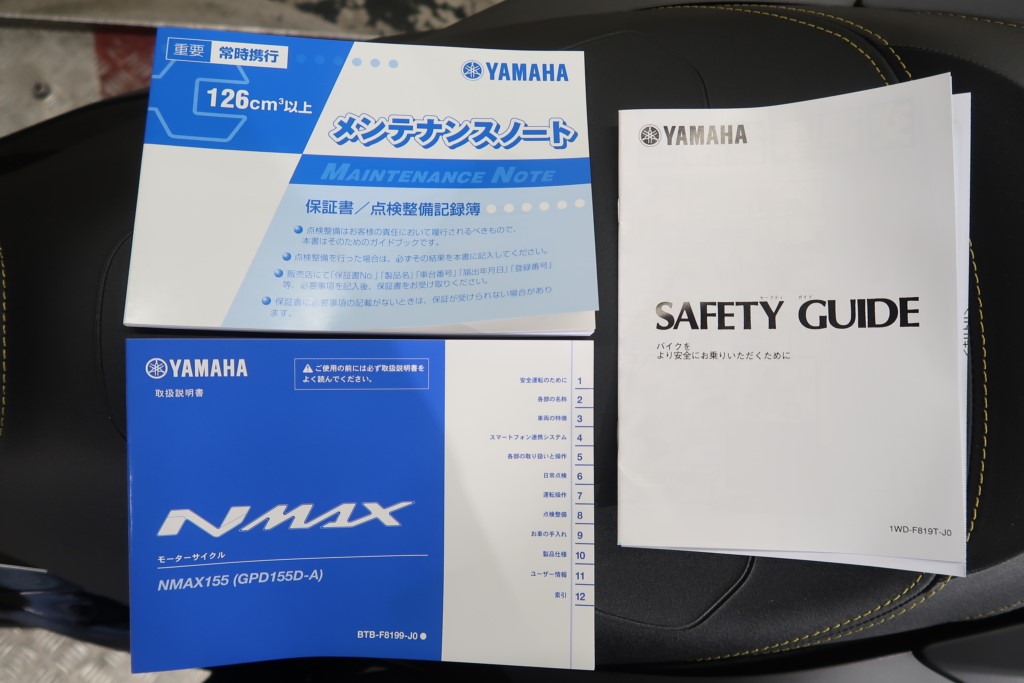 重要 常時携行
126cm³以上
YAMAHA
メンテナンスノート
MAINTENANCE NOTE
保証書／点検整備記録簿
点検整備はお客様の責任において履行されるべきもので、
本書はそのためのガイドブックです。
点検整備を行った場合は、必ずその結果を本書に記入してください。
販売店にて「保証書No.」「製品名」「車台番号」「届出年月日」「登録番号」
等、必要事項を記入後、保証書をお受け取りください。
保証書に必要事項の記載がないときは、保証が受けられない場合があり
ます。
YAMAHA
取扱説明書
ご使用の前には必ず取扱説明書を
よく読んでください。
NMAX
モーターサイクル
NMAX155 (GPD155D-A)
BTB-F8199-J0
安全運転のために 1
各部の名称 2
車両の特徴 3
スマートフォン連携システム 4
各部の取り扱いと操作 5
日常点検 6
運転操作 7
点検整備 8
お車の手入れ 9
製品仕様 10
ユーザー情報 11
索引 12
YAMAHA
セーフティ ガイド
SAFETY GUIDE
バイクを
より安全にお乗りいただくために
1WD-F819T-J0